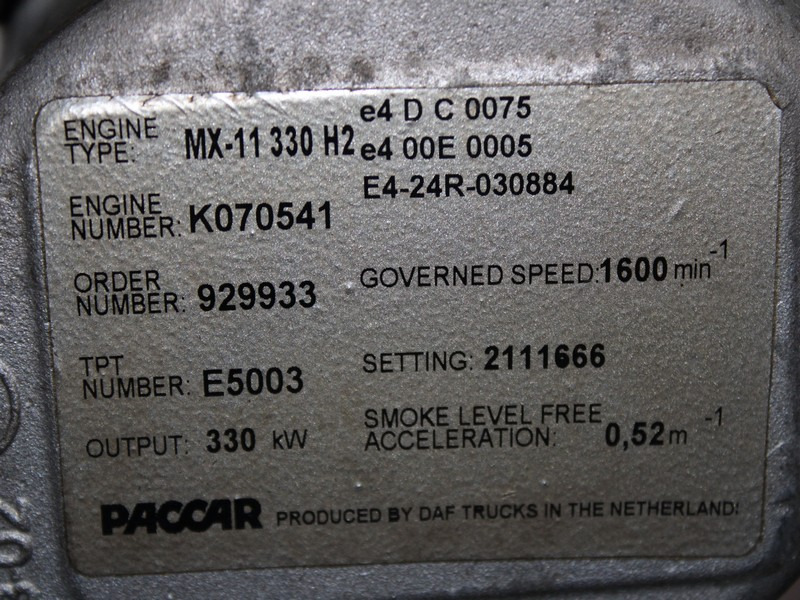 ENGINE TYPE: MX-11 330 H2
e4 D C 0075
e4 00E 0005
E4-24R-030884
ENGINE NUMBER: K070541
ORDER NUMBER: 929933
GOVERNED SPEED: 1600 min-1
TPT NUMBER: E5003
SETTING: 2111666
OUTPUT: 330 kW
SMOKE LEVEL FREE
ACCELERATION: 0,52 m-1
PACCAR PRODUCED BY DAF TRUCKS IN THE NETHERLAND